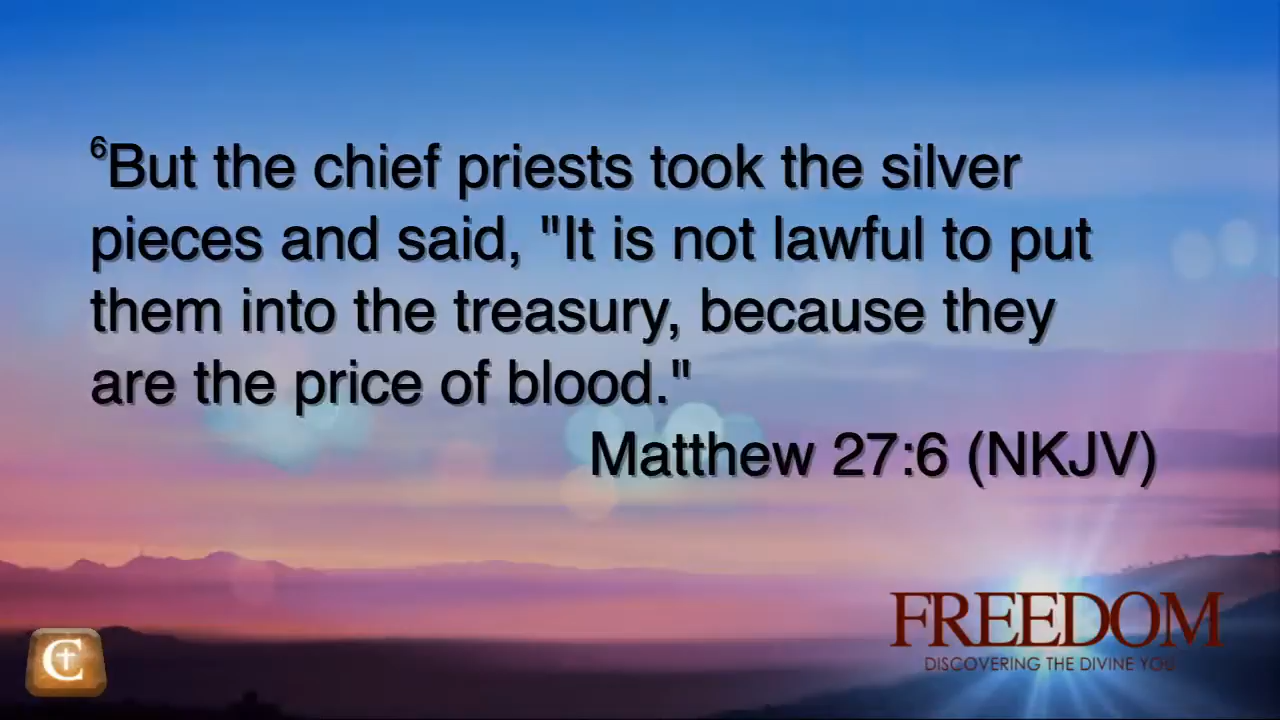 ⁶But the chief priests took the silver
pieces and said, "It is not lawful to put
them into the treasury, because they
are the price of blood."
Matthew 27:6 (NKJV)
FREEDOM
DISCOVERING THE DIVINE YOU
C